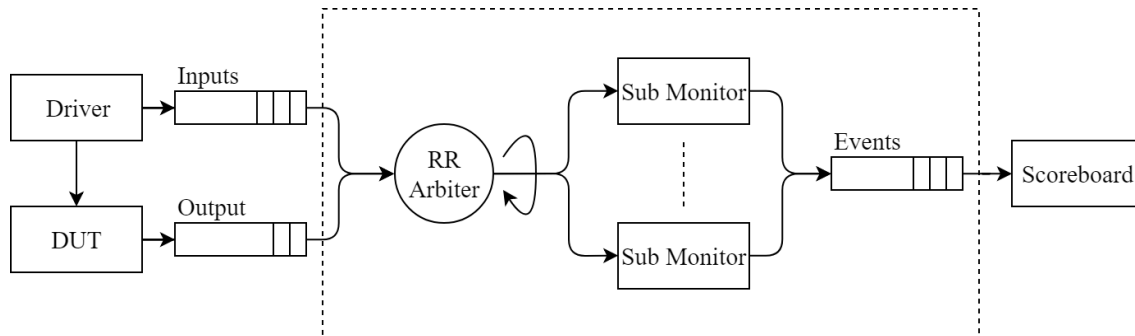 Inputs
Driver
Sub Monitor
RR
Arbiter
Events
Scoreboard
Output
DUT
Sub Monitor